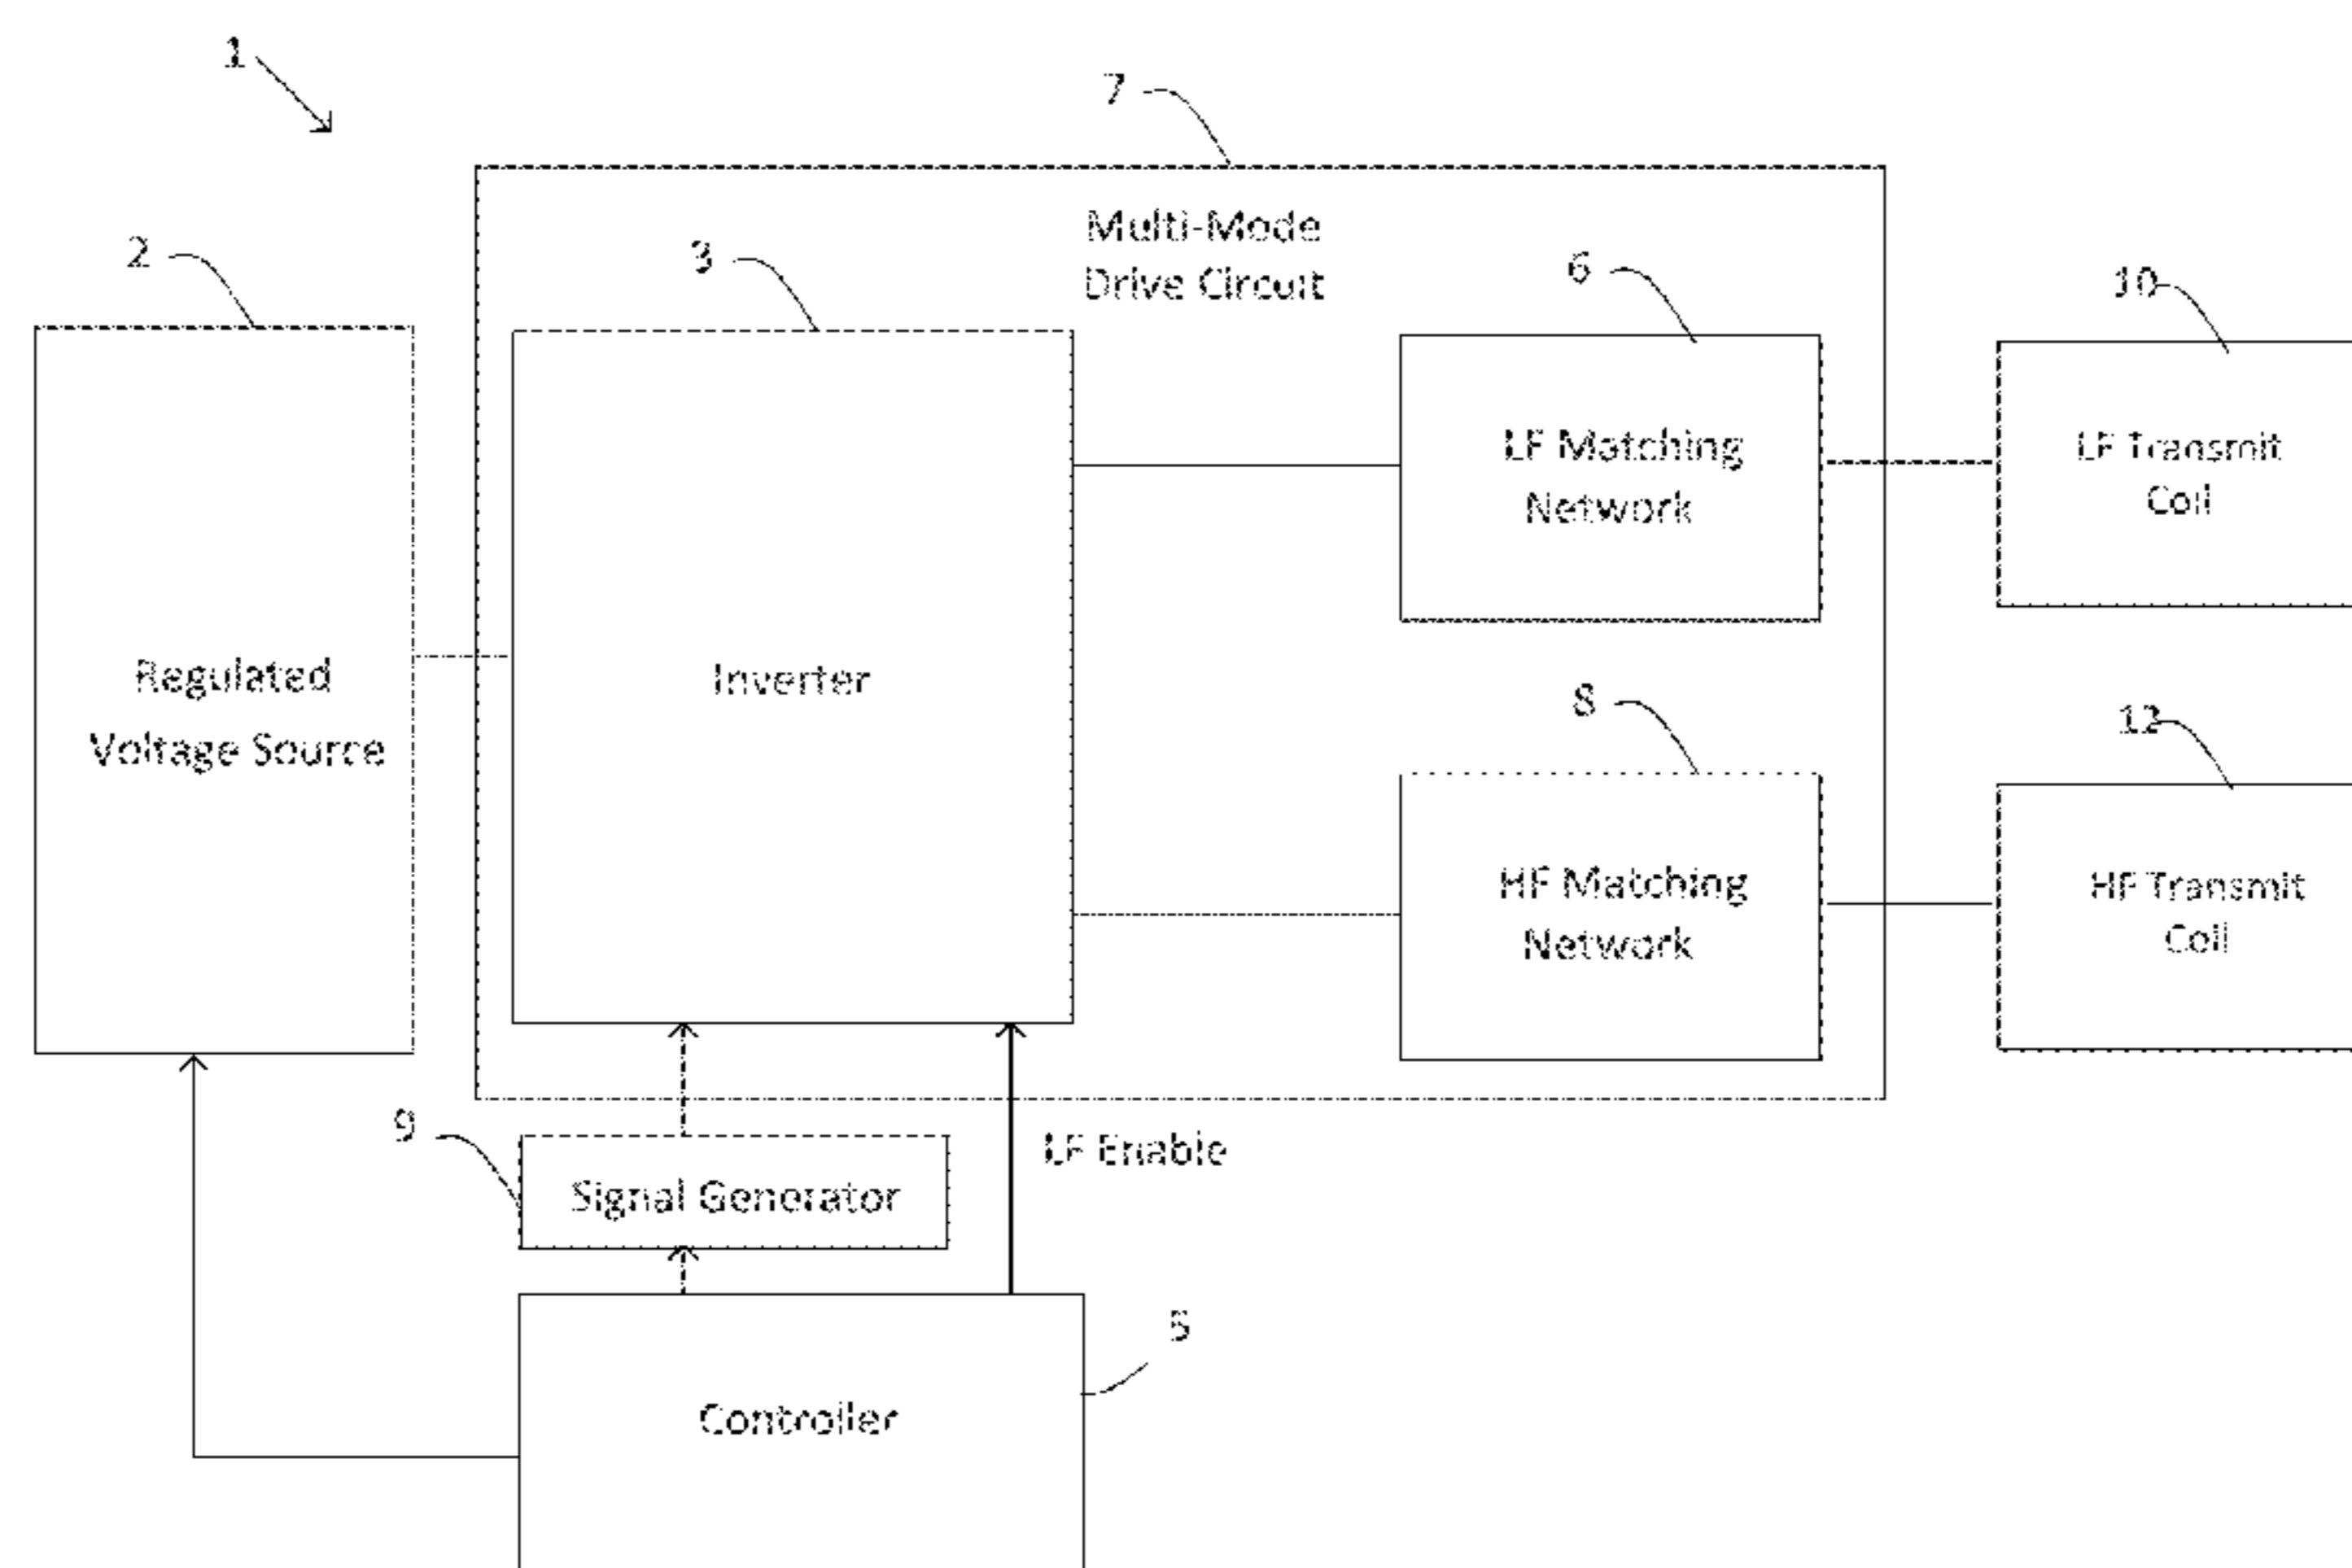 1
7
Multi-Mode
Drive Circuit
2
3
6
10
LF Matching
Network
LF Transmit
Coil
Regulated
Voltage Source
Inverter
8
12
HF Matching
Network
HF Transmit
Coil
9
LF Enable
Signal Generator
5
Controller